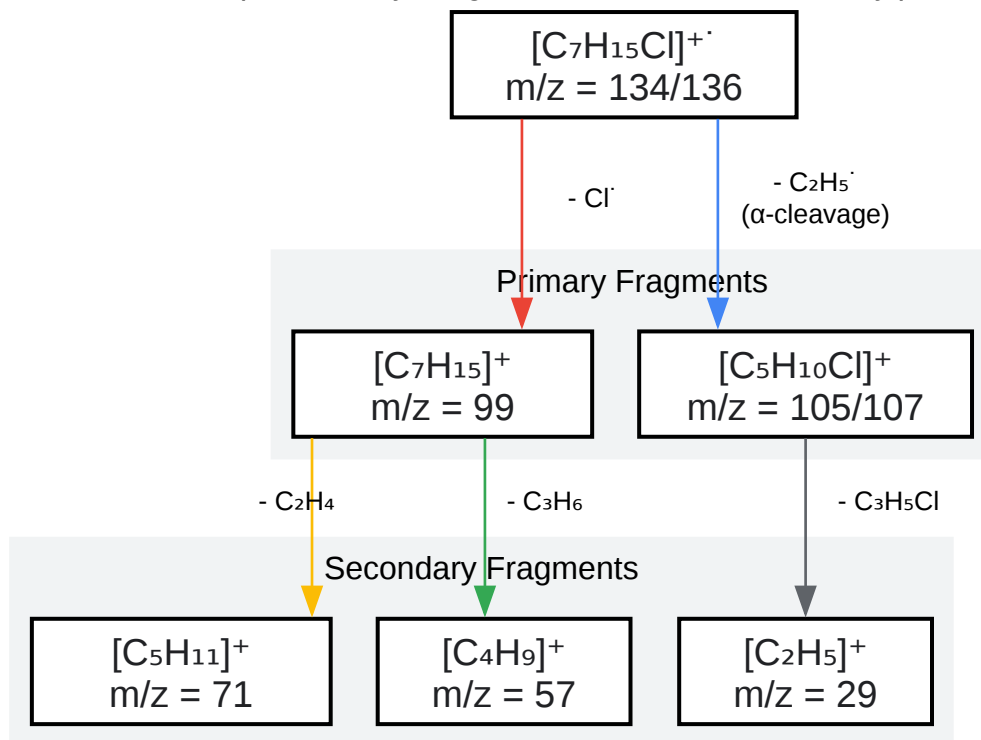 [C₇H₁₅Cl]⁺˙
m/z = 134/136
- Cl˙
- C₂H₅˙
(α-cleavage)
Primary Fragments
[C₇H₁₅]⁺
m/z = 99
[C₅H₁₀Cl]⁺
m/z = 105/107
- C₂H₄
- C₃H₆
- C₃H₅Cl
Secondary Fragments
[C₅H₁₁]⁺
m/z = 71
[C₄H₉]⁺
m/z = 57
[C₂H₅]⁺
m/z = 29